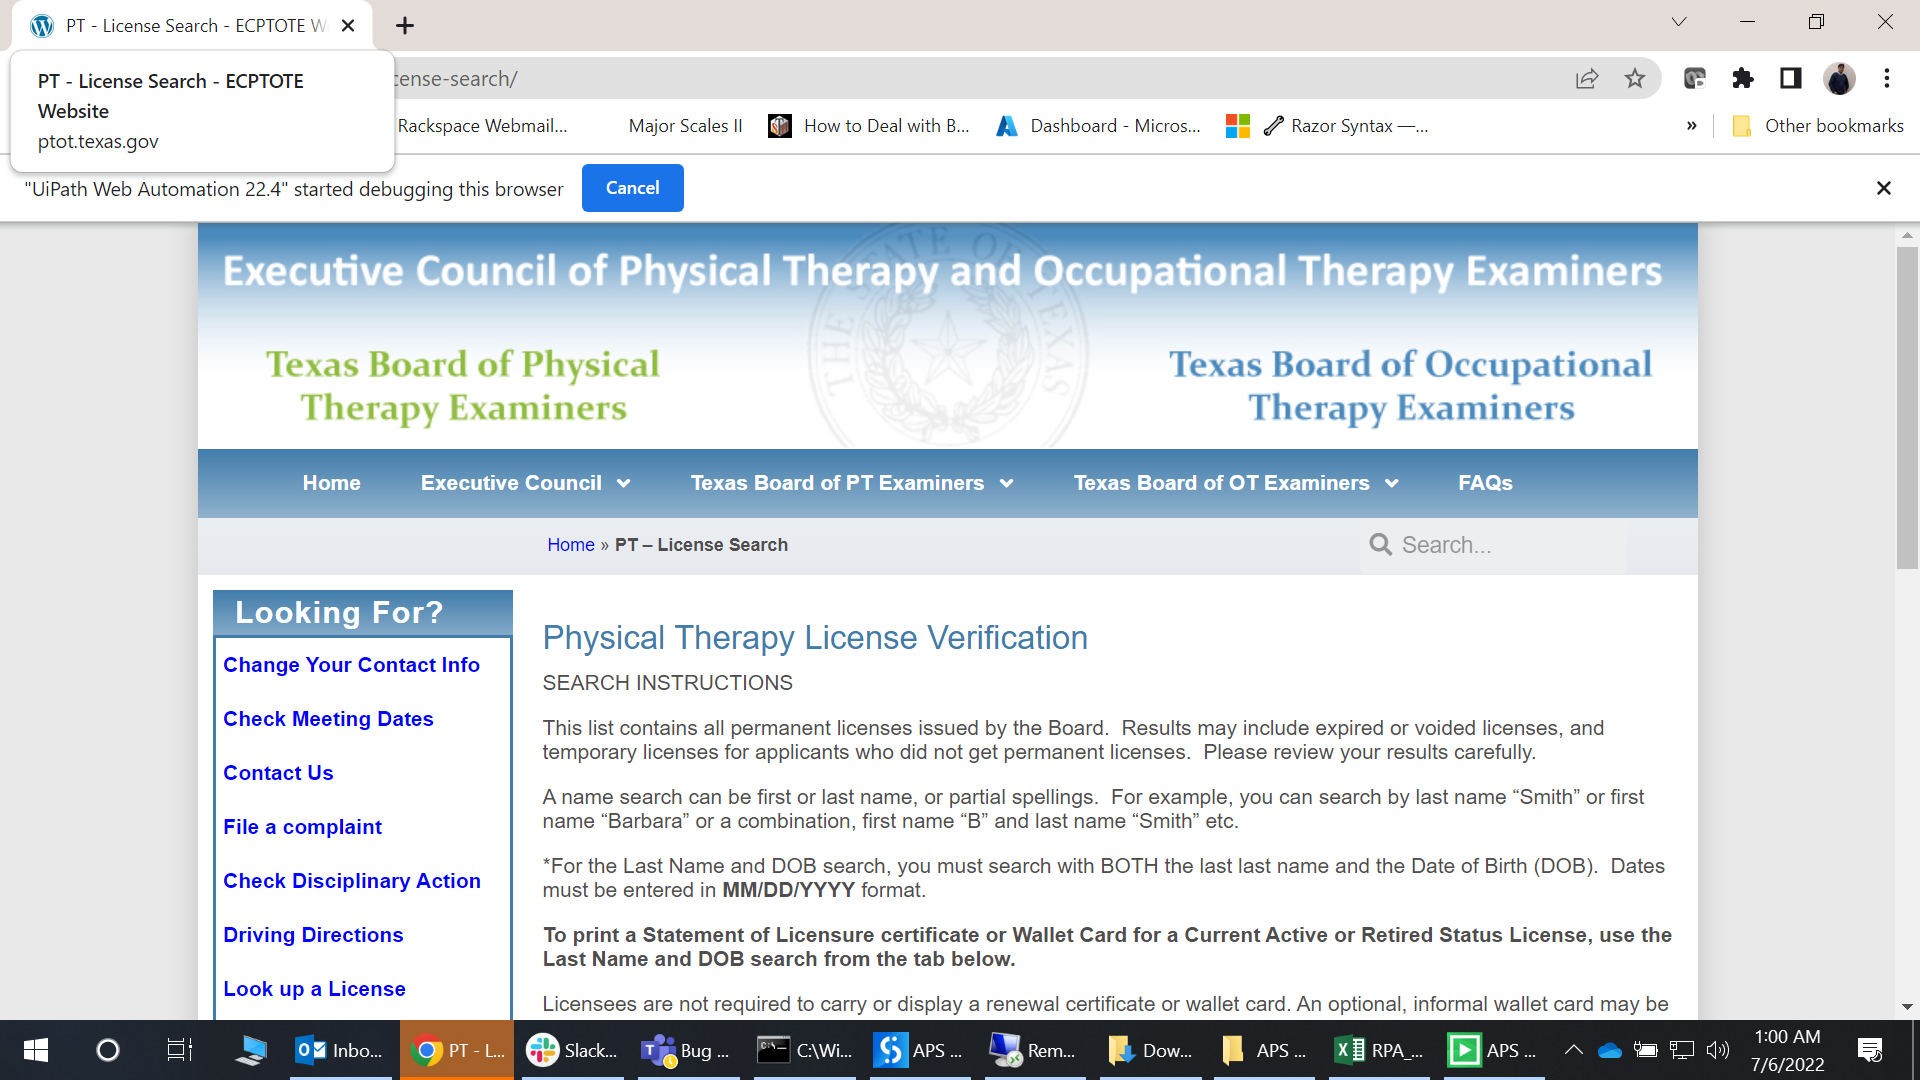 PT - License Search - ECPTOTE W
PT - License Search - ECPTOTE
Website
ptot.texas.gov
cense-search/
Rackspace Webmail...
Major Scales II
How to Deal with B...
Dashboard - Micros...
Razor Syntax —...
»
Other bookmarks
"UiPath Web Automation 22.4" started debugging this browser
Cancel
Executive Council of Physical Therapy and Occupational Therapy Examiners
THE STATE OF TEXAS
Texas Board of Physical
Therapy Examiners
Texas Board of Occupational
Therapy Examiners
Home
Executive Council
Texas Board of PT Examiners
Texas Board of OT Examiners
FAQs
Home » PT – License Search
Search...
Looking For?
Change Your Contact Info
Check Meeting Dates
Contact Us
File a complaint
Check Disciplinary Action
Driving Directions
Look up a License
Physical Therapy License Verification
SEARCH INSTRUCTIONS
This list contains all permanent licenses issued by the Board.  Results may include expired or voided licenses, and
temporary licenses for applicants who did not get permanent licenses.  Please review your results carefully.
A name search can be first or last name, or partial spellings.  For example, you can search by last name “Smith” or first
name “Barbara” or a combination, first name “B” and last name “Smith” etc.
*For the Last Name and DOB search, you must search with BOTH the last last name and the Date of Birth (DOB).  Dates
must be entered in MM/DD/YYYY format.
To print a Statement of Licensure certificate or Wallet Card for a Current Active or Retired Status License, use the
Last Name and DOB search from the tab below.
Licensees are not required to carry or display a renewal certificate or wallet card. An optional, informal wallet card may be
Inbo...
PT - L...
Slack...
Bug ...
C:\Wi...
APS ...
Rem...
Dow...
APS ...
RPA_...
APS ...
1:00 AM
7/6/2022